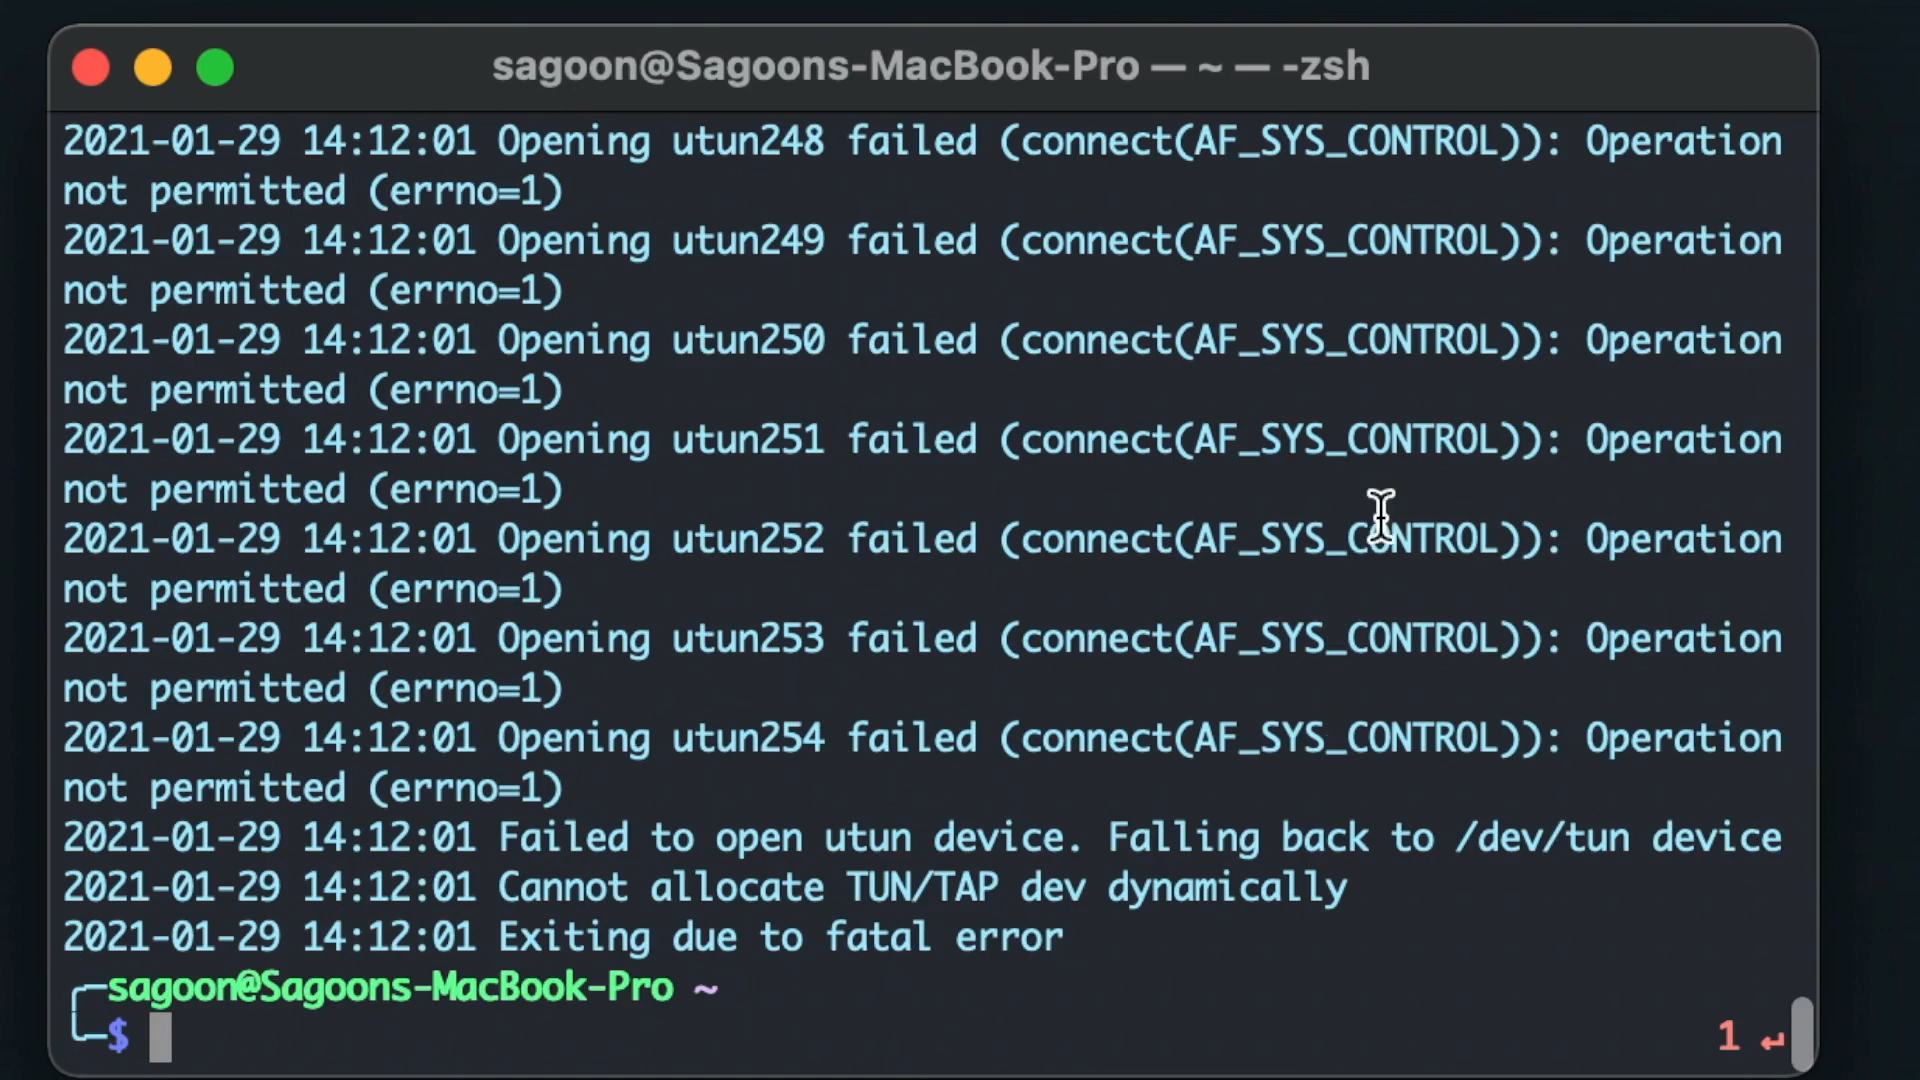 sagoon@Sagoons-MacBook-Pro — ~ — -zsh
2021-01-29 14:12:01 Opening utun248 failed (connect(AF_SYS_CONTROL)): Operation
not permitted (errno=1)
2021-01-29 14:12:01 Opening utun249 failed (connect(AF_SYS_CONTROL)): Operation
not permitted (errno=1)
2021-01-29 14:12:01 Opening utun250 failed (connect(AF_SYS_CONTROL)): Operation
not permitted (errno=1)
2021-01-29 14:12:01 Opening utun251 failed (connect(AF_SYS_CONTROL)): Operation
not permitted (errno=1)
2021-01-29 14:12:01 Opening utun252 failed (connect(AF_SYS_CONTROL)): Operation
not permitted (errno=1)
2021-01-29 14:12:01 Opening utun253 failed (connect(AF_SYS_CONTROL)): Operation
not permitted (errno=1)
2021-01-29 14:12:01 Opening utun254 failed (connect(AF_SYS_CONTROL)): Operation
not permitted (errno=1)
2021-01-29 14:12:01 Failed to open utun device. Falling back to /dev/tun device
2021-01-29 14:12:01 Cannot allocate TUN/TAP dev dynamically
2021-01-29 14:12:01 Exiting due to fatal error
╭─sagoon@Sagoons-MacBook-Pro ~
╰─$ 1 ↵